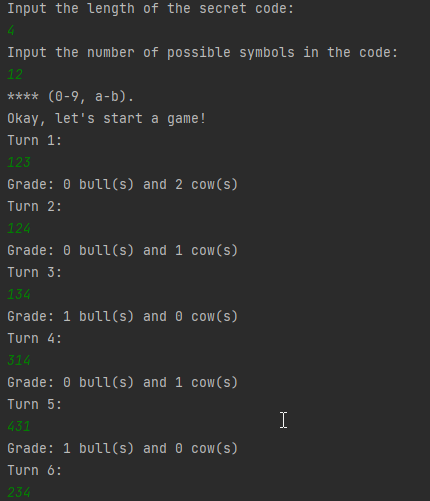 Input the length of the secret code:
4
Input the number of possible symbols in the code:
12
**** (0-9, a-b).
Okay, let's start a game!
Turn 1:
123
Grade: 0 bull(s) and 2 cow(s)
Turn 2:
124
Grade: 0 bull(s) and 1 cow(s)
Turn 3:
134
Grade: 1 bull(s) and 0 cow(s)
Turn 4:
314
Grade: 0 bull(s) and 1 cow(s)
Turn 5:
431
Grade: 1 bull(s) and 0 cow(s)
Turn 6:
234